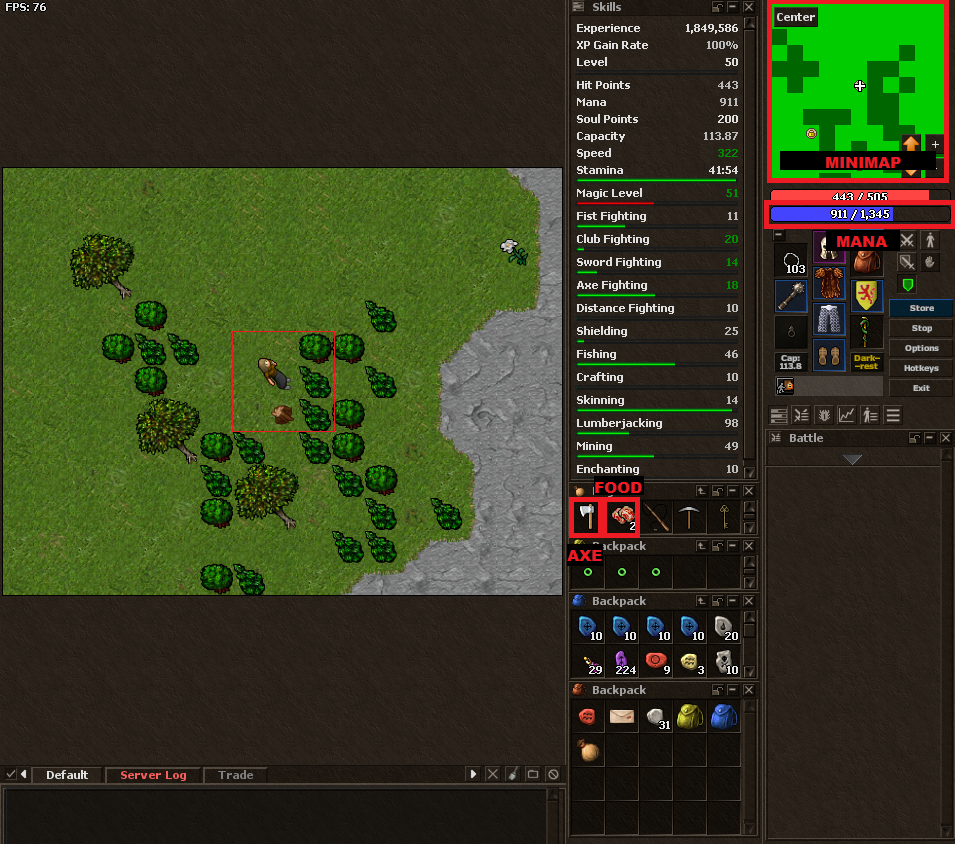 FPS: 76
Skills
Experience 1,849,586
XP Gain Rate 100%
Level 50
Hit Points 443
Mana 911
Soul Points 200
Capacity 113.87
Speed 322
Stamina 41:54
Magic Level 51
Fist Fighting 11
Club Fighting 20
Sword Fighting 14
Axe Fighting 18
Distance Fighting 10
Shielding 25
Fishing 46
Crafting 10
Skinning 14
Lumberjacking 98
Mining 49
Enchanting 10
FOOD
2
AXE
Backpack
Backpack
10 10 10 10 20
29 224 9 3 10
Backpack
31
Center
+
MINIMAP
443 / 505
911 / 1,345
MANA
103
Cap:
113.8
Dark-
-rest
Store
Stop
Options
Hotkeys
Exit
Battle
Default
Server Log
Trade